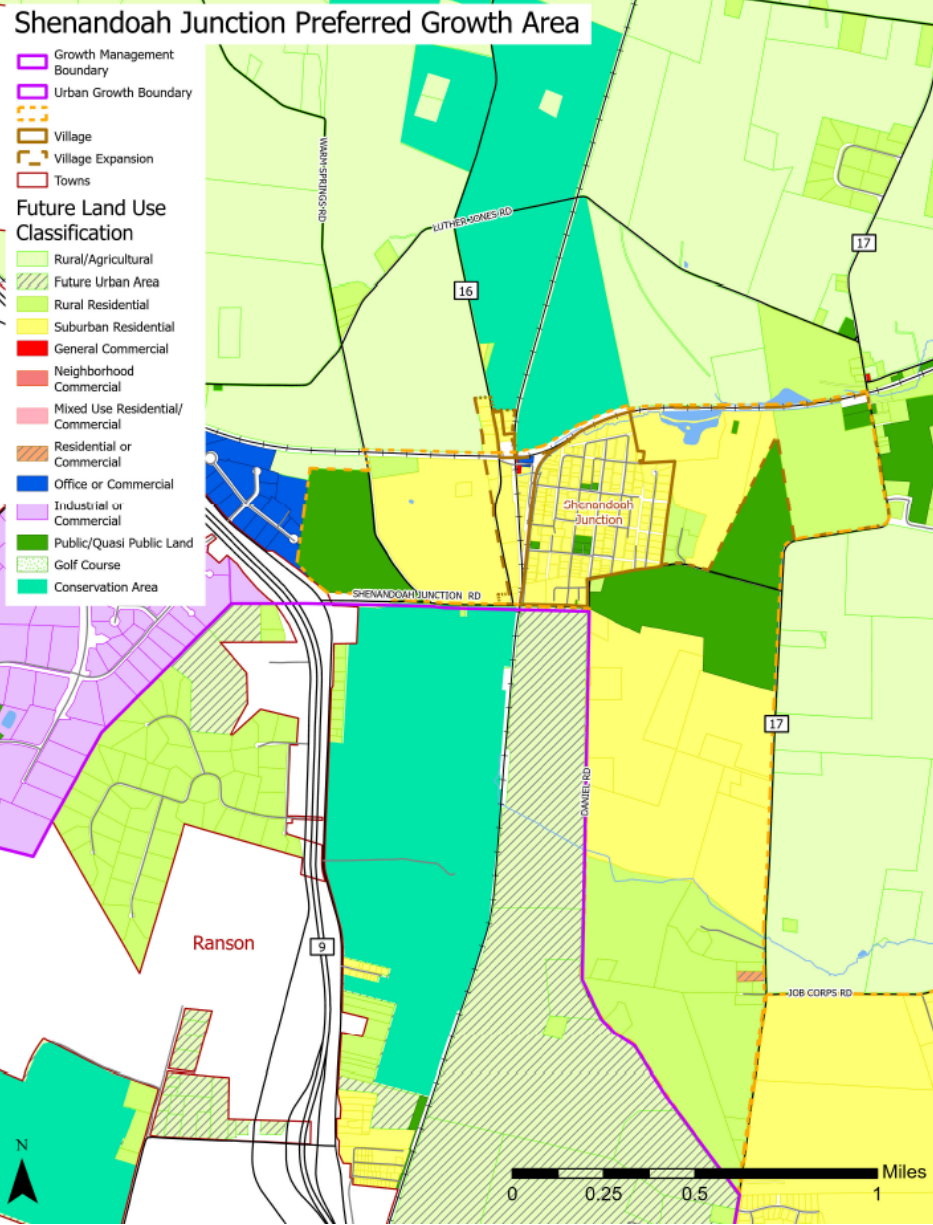 Shenandoah Junction Preferred Growth Area
Growth Management
Boundary
Urban Growth Boundary
Village
Village Expansion
Towns
Future Land Use
Classification
Rural/Agricultural
Future Urban Area
Rural Residential
Suburban Residential
General Commercial
Neighborhood
Commercial
Mixed Use Residential/
Commercial
Residential or
Commercial
Office or Commercial
Industrial or
Commercial
Public/Quasi Public Land
Golf Course
Conservation Area
WARM SPRINGS RD
LUTHER JONES RD
17
16
Shenandoah
Junction
SHENANDOAH JUNCTION RD
17
DANIEL RD
Ranson
9
JOB CORPS RD
N
Miles
0
0.25
0.5
1